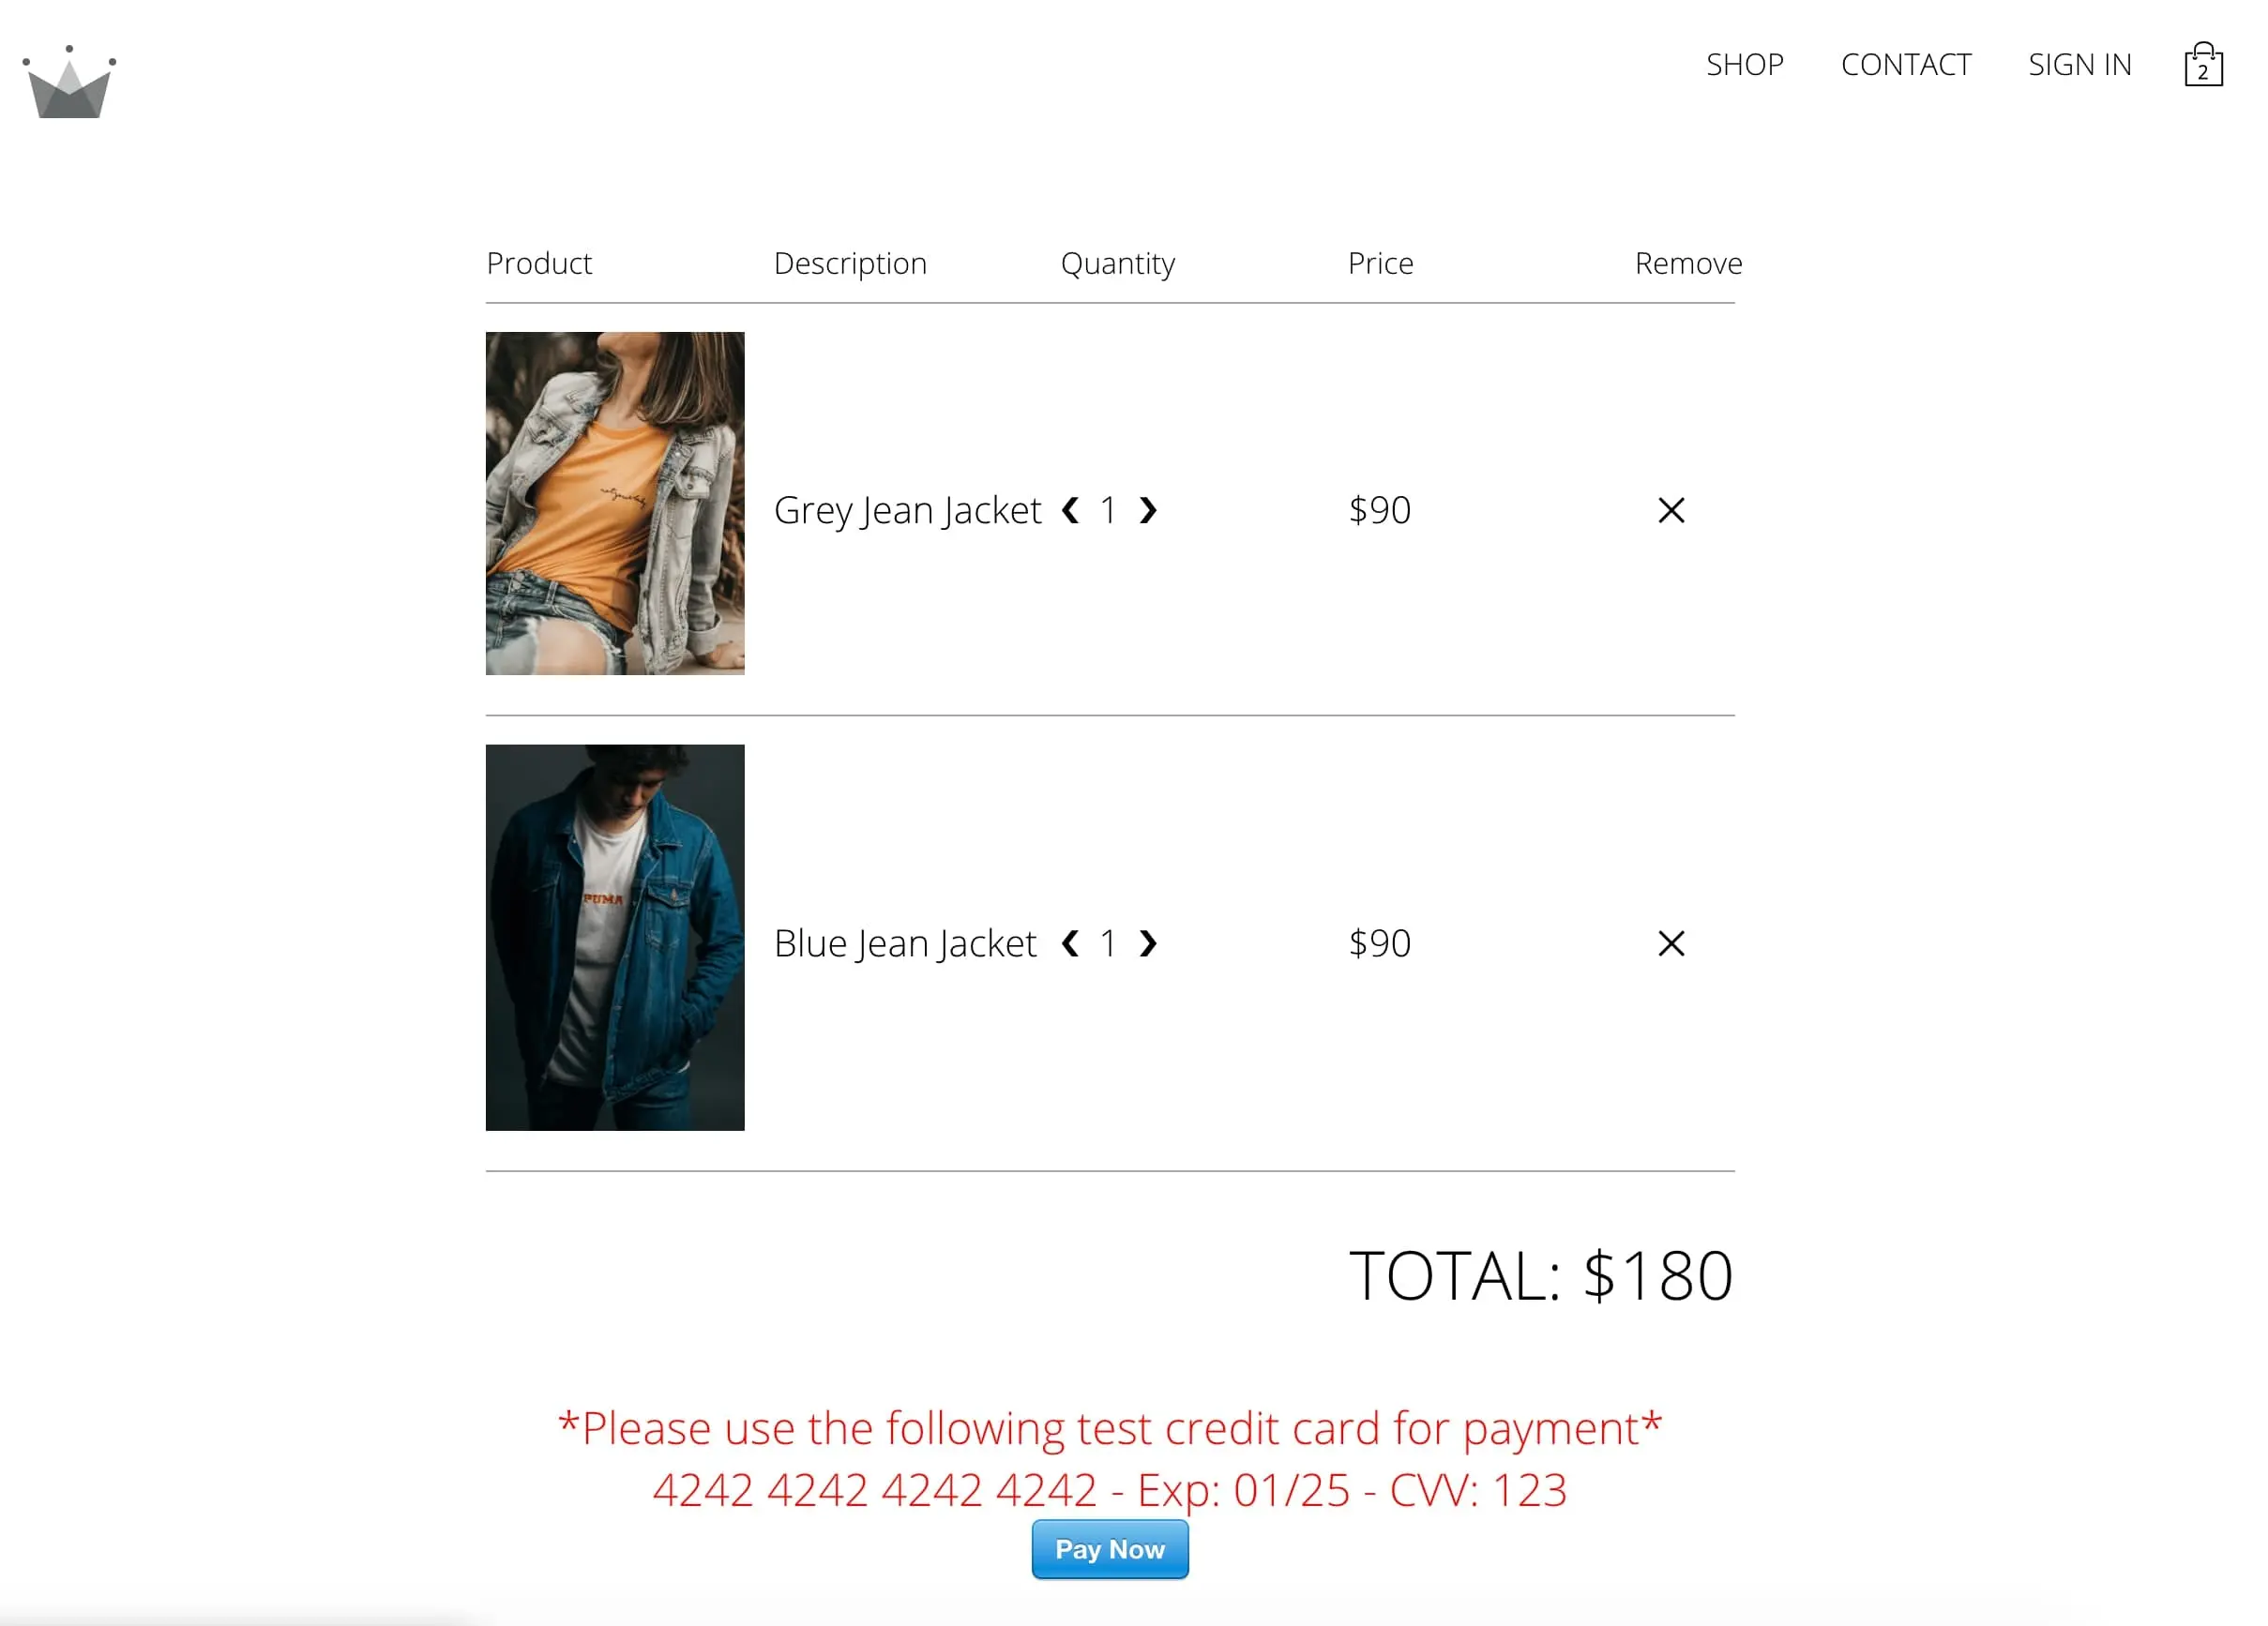 SHOP CONTACT SIGN IN 2
Product Description Quantity Price Remove
Grey Jean Jacket ❮ 1 ❯ $90 ✕
PUMA
Blue Jean Jacket ❮ 1 ❯ $90 ✕
TOTAL: $180
*Please use the following test credit card for payment*
4242 4242 4242 4242 - Exp: 01/25 - CVV: 123
Pay Now